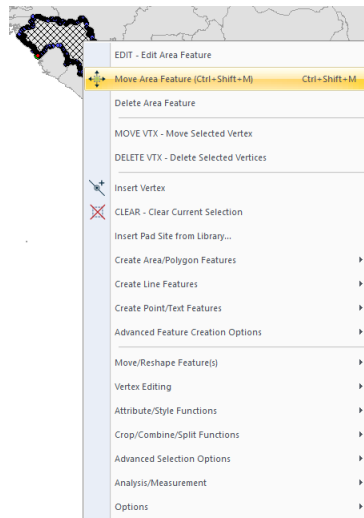 EDIT - Edit Area Feature
Move Area Feature (Ctrl+Shift+M) Ctrl+Shift+M
Delete Area Feature
MOVE VTX - Move Selected Vertex
DELETE VTX - Delete Selected Vertices
Insert Vertex
CLEAR - Clear Current Selection
Insert Pad Site from Library...
Create Area/Polygon Features
Create Line Features
Create Point/Text Features
Advanced Feature Creation Options
Move/Reshape Feature(s)
Vertex Editing
Attribute/Style Functions
Crop/Combine/Split Functions
Advanced Selection Options
Analysis/Measurement
Options